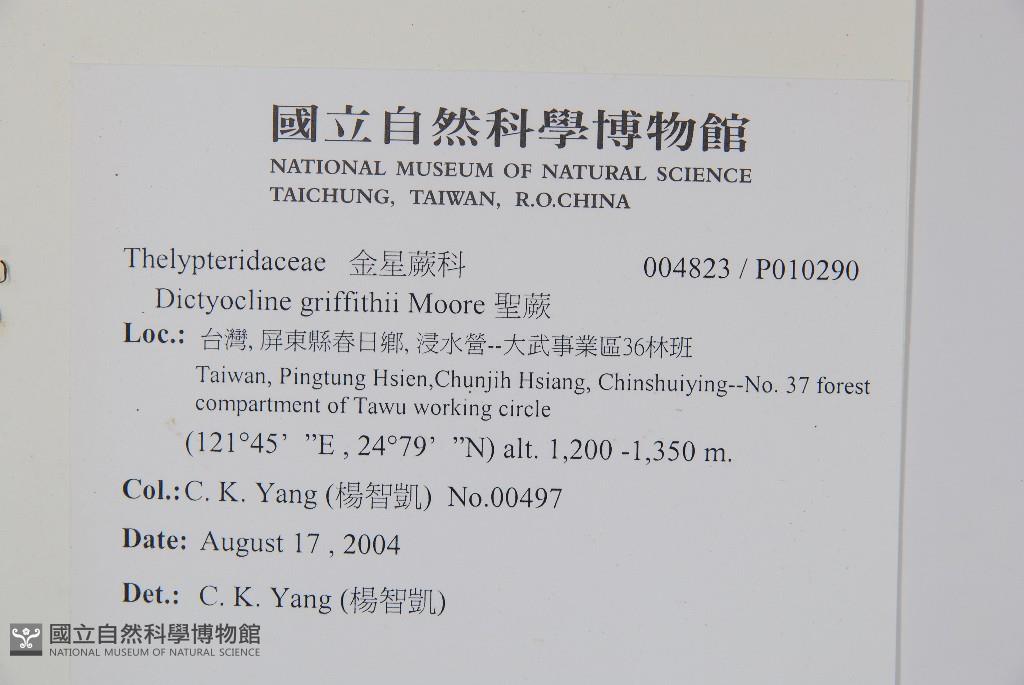 國立自然科學博物館
NATIONAL MUSEUM OF NATURAL SCIENCE
TAICHUNG, TAIWAN, R.O.CHINA
Thelypteridaceae 金星蕨科 004823 / P010290
Dictyocline griffithii Moore 聖蕨
Loc.: 台灣, 屏東縣春日鄉, 浸水營--大武事業區36林班
Taiwan, Pingtung Hsien,Chunjih Hsiang, Chinshuiying--No. 37 forest
compartment of Tawu working circle
(121°45’ ”E , 24°79’ ”N) alt. 1,200 -1,350 m.
Col.: C. K. Yang (楊智凱) No.00497
Date: August 17 , 2004
Det.: C. K. Yang (楊智凱)
國立自然科學博物館
NATIONAL MUSEUM OF NATURAL SCIENCE